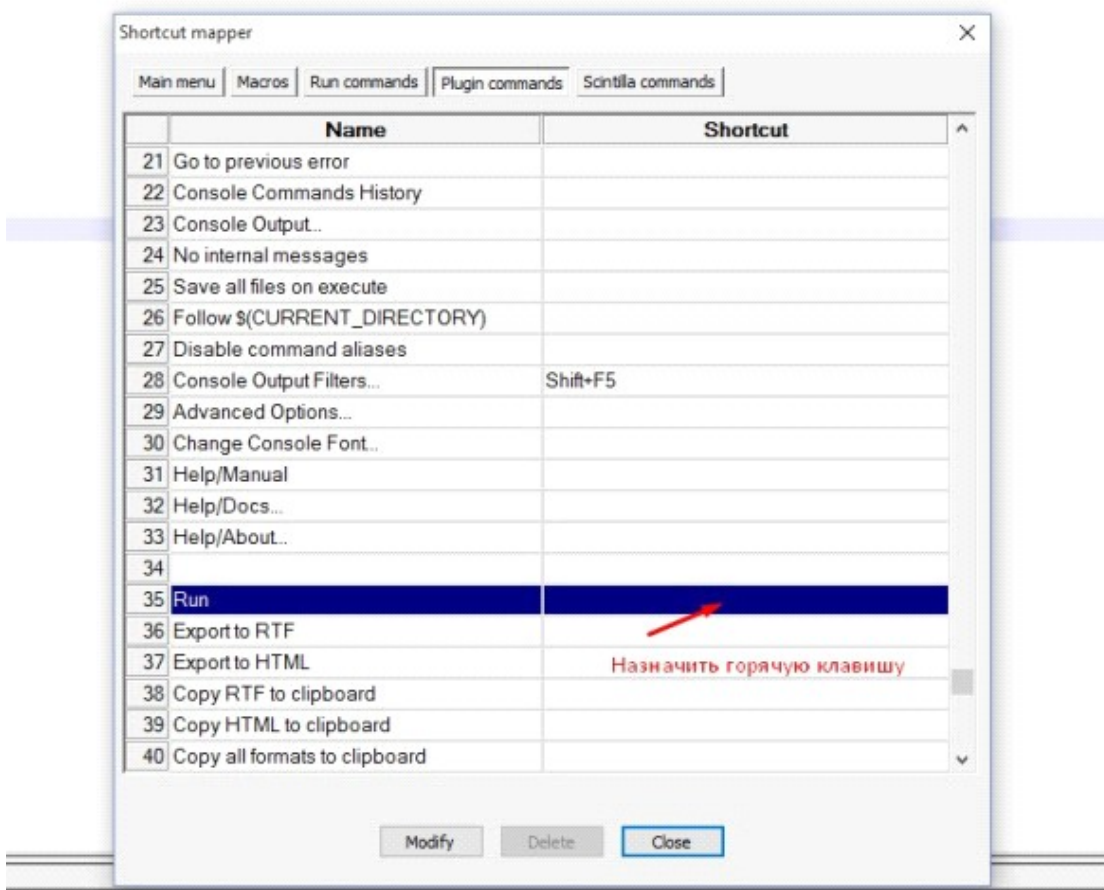 Shortcut mapper
Main menu Macros Run commands Plugin commands Scintilla commands
Name Shortcut
21 Go to previous error
22 Console Commands History
23 Console Output...
24 No internal messages
25 Save all files on execute
26 Follow $(CURRENT_DIRECTORY)
27 Disable command aliases
28 Console Output Filters... Shift+F5
29 Advanced Options...
30 Change Console Font...
31 Help/Manual
32 Help/Docs...
33 Help/About...
34
35 Run
36 Export to RTF
37 Export to HTML Назначить горячую клавишу
38 Copy RTF to clipboard
39 Copy HTML to clipboard
40 Copy all formats to clipboard
Modify Delete Close